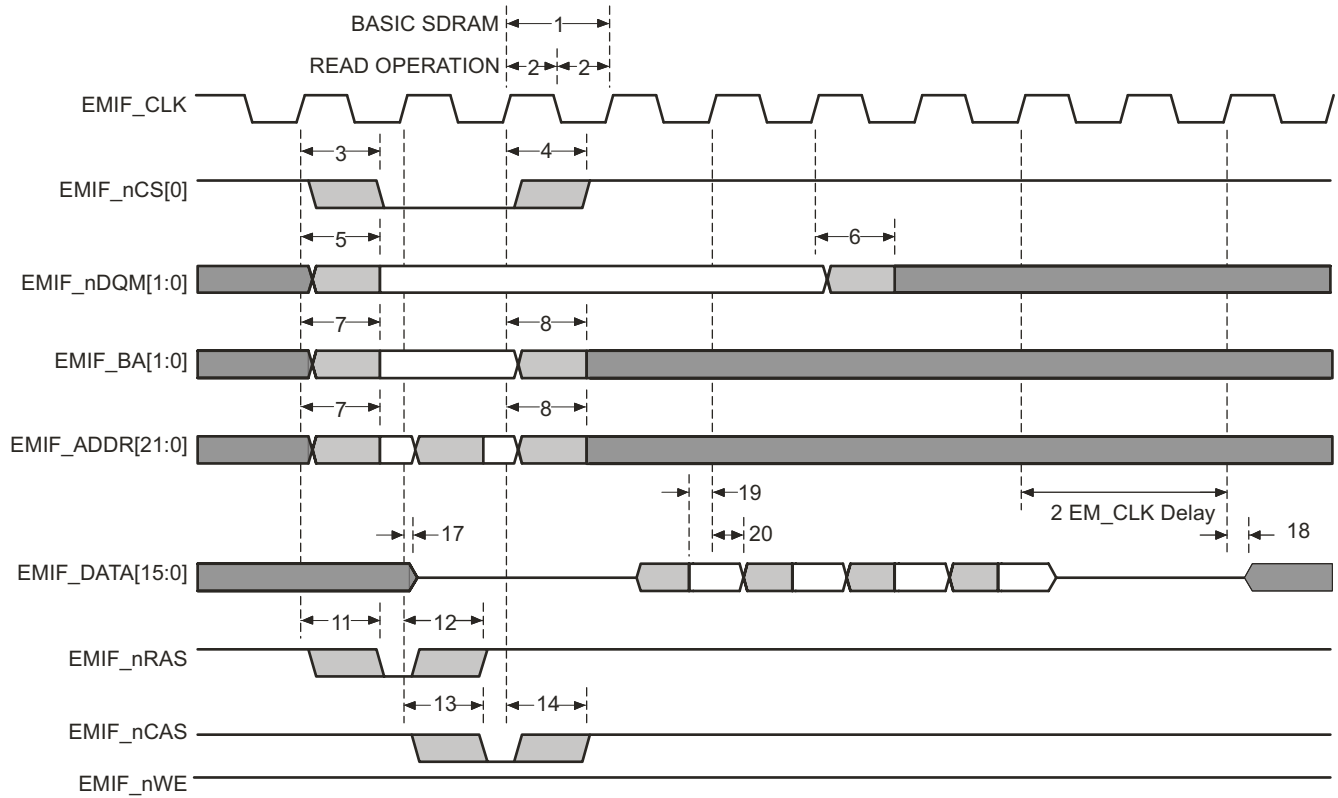 BASIC SDRAM
1
READ OPERATION
2 2
EMIF_CLK
3 4
EMIF_nCS[0]
5 6
EMIF_nDQM[1:0]
7 8
EMIF_BA[1:0]
7 8
EMIF_ADDR[21:0]
19
2 EM_CLK Delay
17 20 18
EMIF_DATA[15:0]
11 12
EMIF_nRAS
13 14
EMIF_nCAS
EMIF_nWE